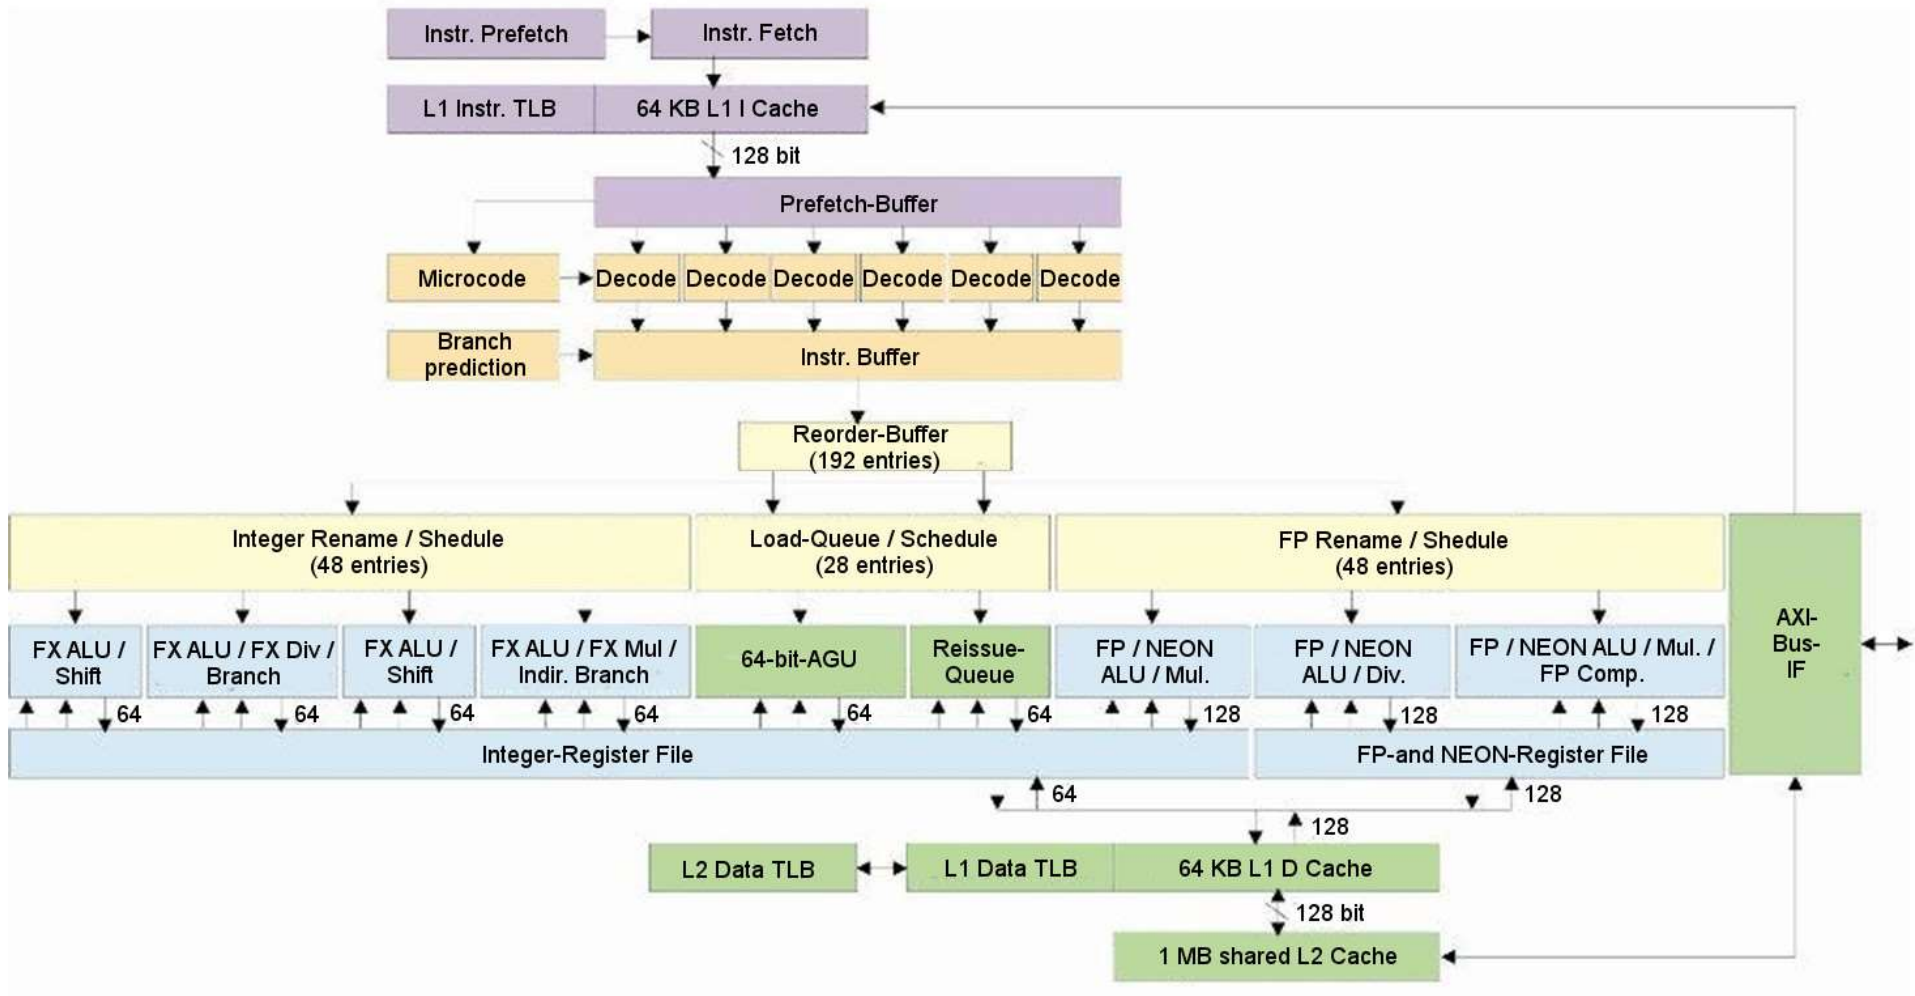 Instr. Prefetch
Instr. Fetch
L1 Instr. TLB
64 KB L1 I Cache
128 bit
Prefetch-Buffer
Microcode
Decode
Decode
Decode
Decode
Decode
Decode
Branch
prediction
Instr. Buffer
Reorder-Buffer
(192 entries)
Integer Rename / Shedule
(48 entries)
Load-Queue / Schedule
(28 entries)
FP Rename / Shedule
(48 entries)
AXI-
Bus-
IF
FX ALU /
Shift
FX ALU / FX Div /
Branch
FX ALU /
Shift
FX ALU / FX Mul /
Indir. Branch
64-bit-AGU
Reissue-
Queue
FP / NEON
ALU / Mul.
FP / NEON
ALU / Div.
FP / NEON ALU / Mul. /
FP Comp.
64
64
64
64
64
64
128
128
128
Integer-Register File
FP-and NEON-Register File
64
128
128
L2 Data TLB
L1 Data TLB
64 KB L1 D Cache
128 bit
1 MB shared L2 Cache